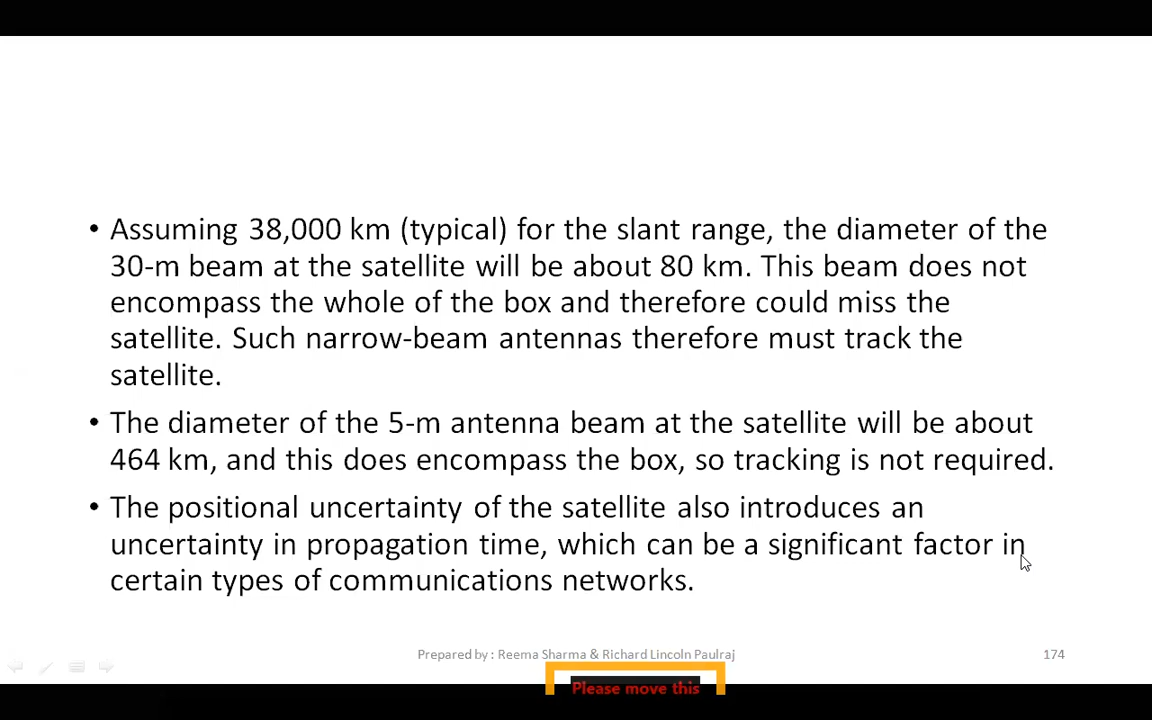 • Assuming 38,000 km (typical) for the slant range, the diameter of the
30-m beam at the satellite will be about 80 km. This beam does not
encompass the whole of the box and therefore could miss the
satellite. Such narrow-beam antennas therefore must track the
satellite.
• The diameter of the 5-m antenna beam at the satellite will be about
464 km, and this does encompass the box, so tracking is not required.
• The positional uncertainty of the satellite also introduces an
uncertainty in propagation time, which can be a significant factor in
certain types of communications networks.
Prepared by : Reema Sharma & Richard Lincoln Paulraj
174
Please move this